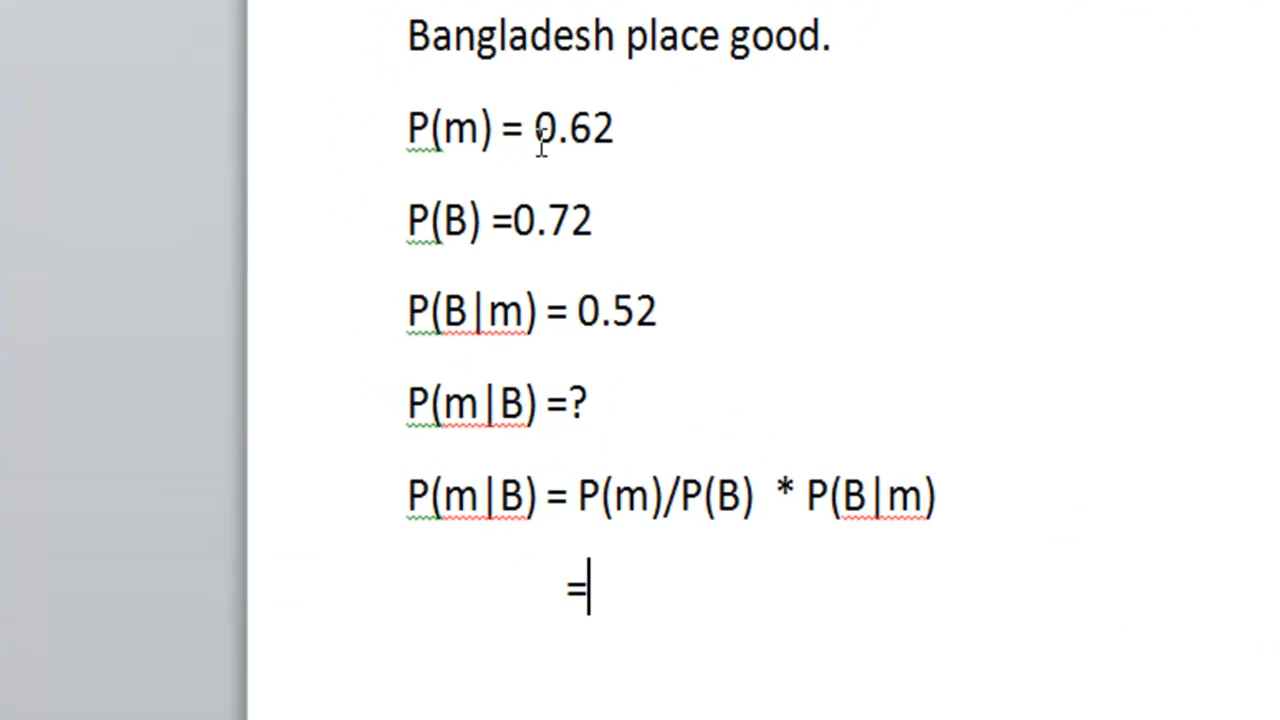 Bangladesh place good.
P(m) = 0.62
P(B) =0.72
P(B|m) = 0.52
P(m|B) =?
P(m|B) = P(m)/P(B)  * P(B|m)
=